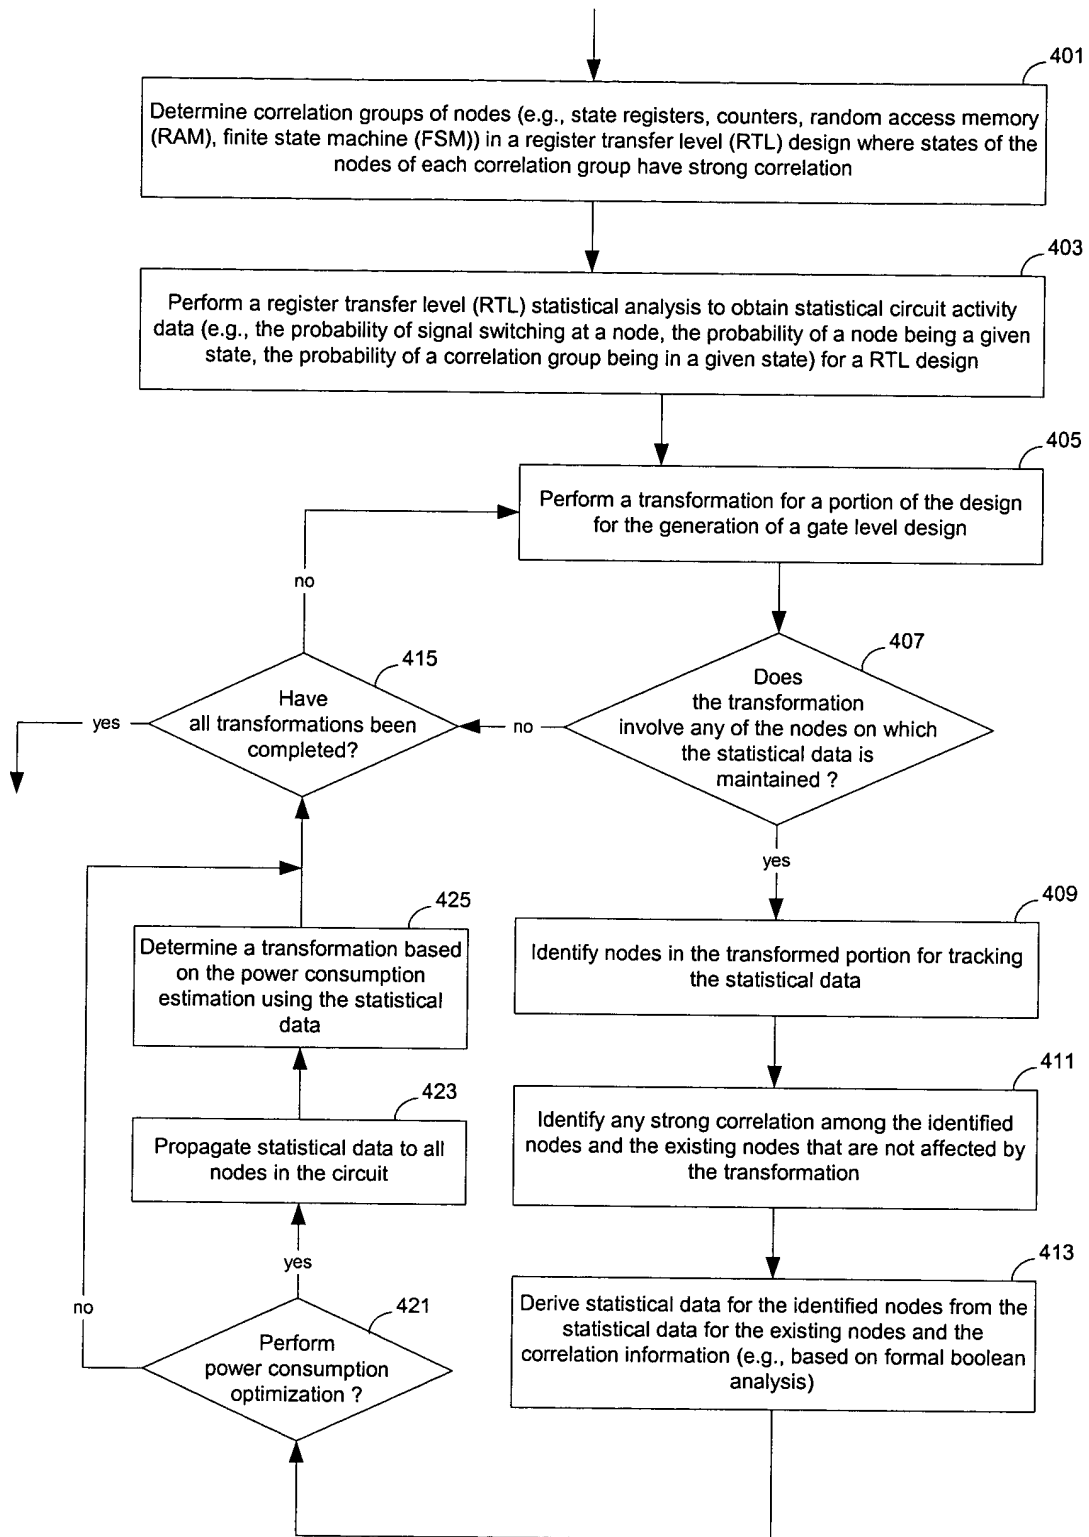 401
Determine correlation groups of nodes (e.g., state registers, counters, random access memory
(RAM), finite state machine (FSM)) in a register transfer level (RTL) design where states of the
nodes of each correlation group have strong correlation
403
Perform a register transfer level (RTL) statistical analysis to obtain statistical circuit activity
data (e.g., the probability of signal switching at a node, the probability of a node being a given
state, the probability of a correlation group being in a given state) for a RTL design
405
Perform a transformation for a portion of the design
for the generation of a gate level design
no
407
Does
the transformation
involve any of the nodes on which
the statistical data is
maintained ?
415
Have
all transformations been
completed?
yes
no
yes
409
Identify nodes in the transformed portion for tracking
the statistical data
425
Determine a transformation based
on the power consumption
estimation using the statistical
data
411
Identify any strong correlation among the identified
nodes and the existing nodes that are not affected by
the transformation
423
Propagate statistical data to all
nodes in the circuit
yes
413
Derive statistical data for the identified nodes from the
statistical data for the existing nodes and the
correlation information (e.g., based on formal boolean
analysis)
no
421
Perform
power consumption
optimization ?